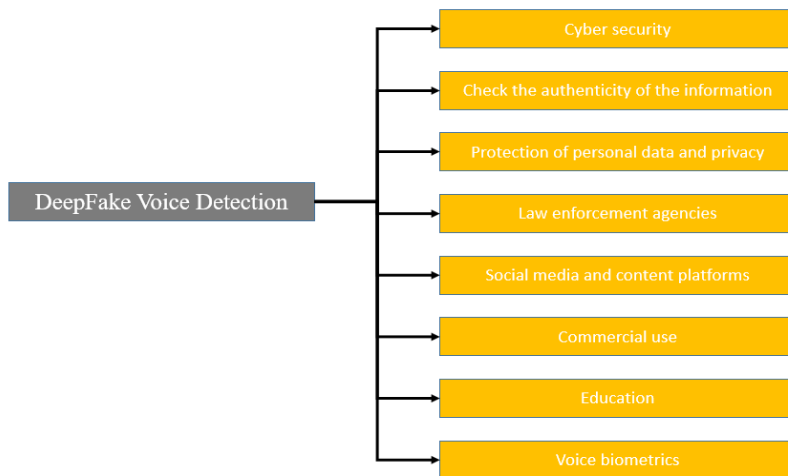 DeepFake Voice Detection
Cyber security
Check the authenticity of the information
Protection of personal data and privacy
Law enforcement agencies
Social media and content platforms
Commercial use
Education
Voice biometrics